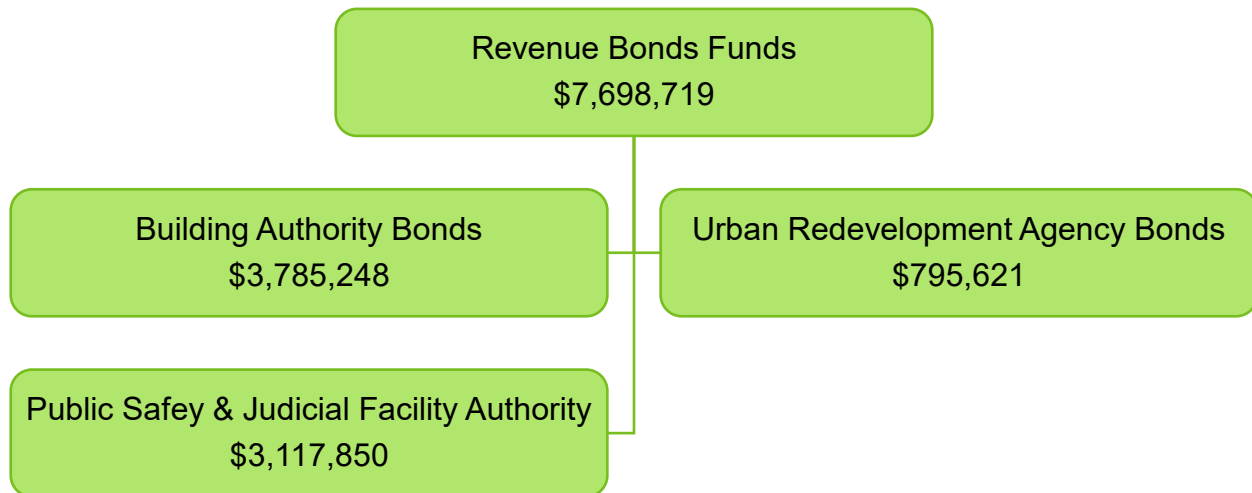 Revenue Bonds Funds
$7,698,719
Building Authority Bonds
$3,785,248
Urban Redevelopment Agency Bonds
$795,621
Public Safey & Judicial Facility Authority
$3,117,850